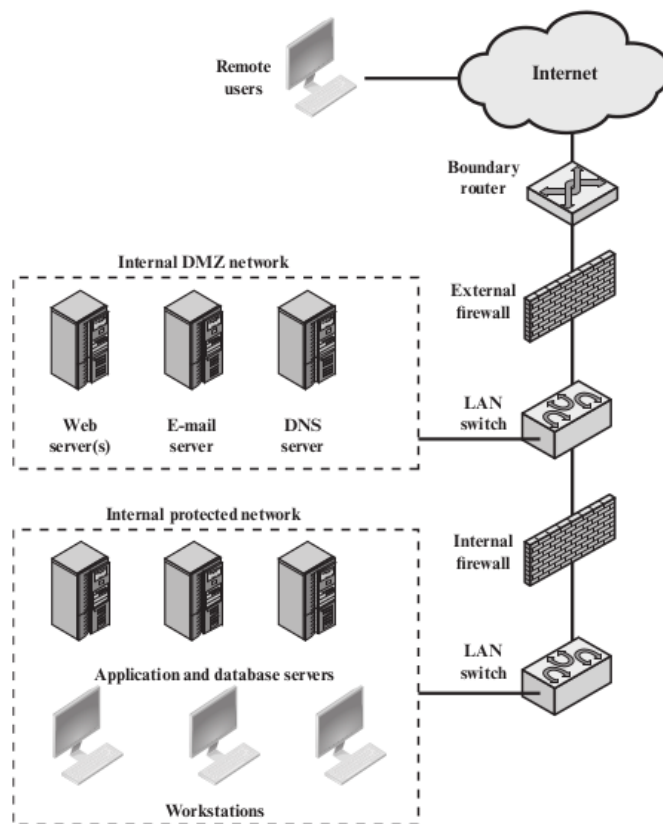 Remote
users
Internet
Boundary
router
Internal DMZ network
External
firewall
Web
server(s)
E-mail
server
DNS
server
LAN
switch
Internal protected network
Internal
firewall
Application and database servers
LAN
switch
Workstations